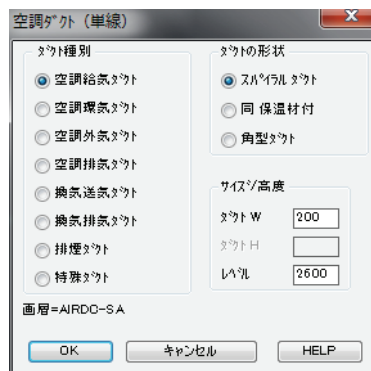 空調ﾀﾞｸﾄ（単線）
ﾀﾞｸﾄ種別
空調給気ﾀﾞｸﾄ
空調環気ﾀﾞｸﾄ
空調外気ﾀﾞｸﾄ
空調排気ﾀﾞｸﾄ
換気送気ﾀﾞｸﾄ
換気排気ﾀﾞｸﾄ
排煙ﾀﾞｸﾄ
特殊ﾀﾞｸﾄ
ﾀﾞｸﾄの形状
ｽﾊﾟｲﾗﾙ ﾀﾞｸﾄ
同 保温材付
角型ﾀﾞｸﾄ
ｻｲｽﾞ/高度
ﾀﾞｸﾄ W 200
ﾀﾞｸﾄ H
ﾚﾍﾞﾙ 2600
画層=AIRDC-SA
OK キャンセル HELP